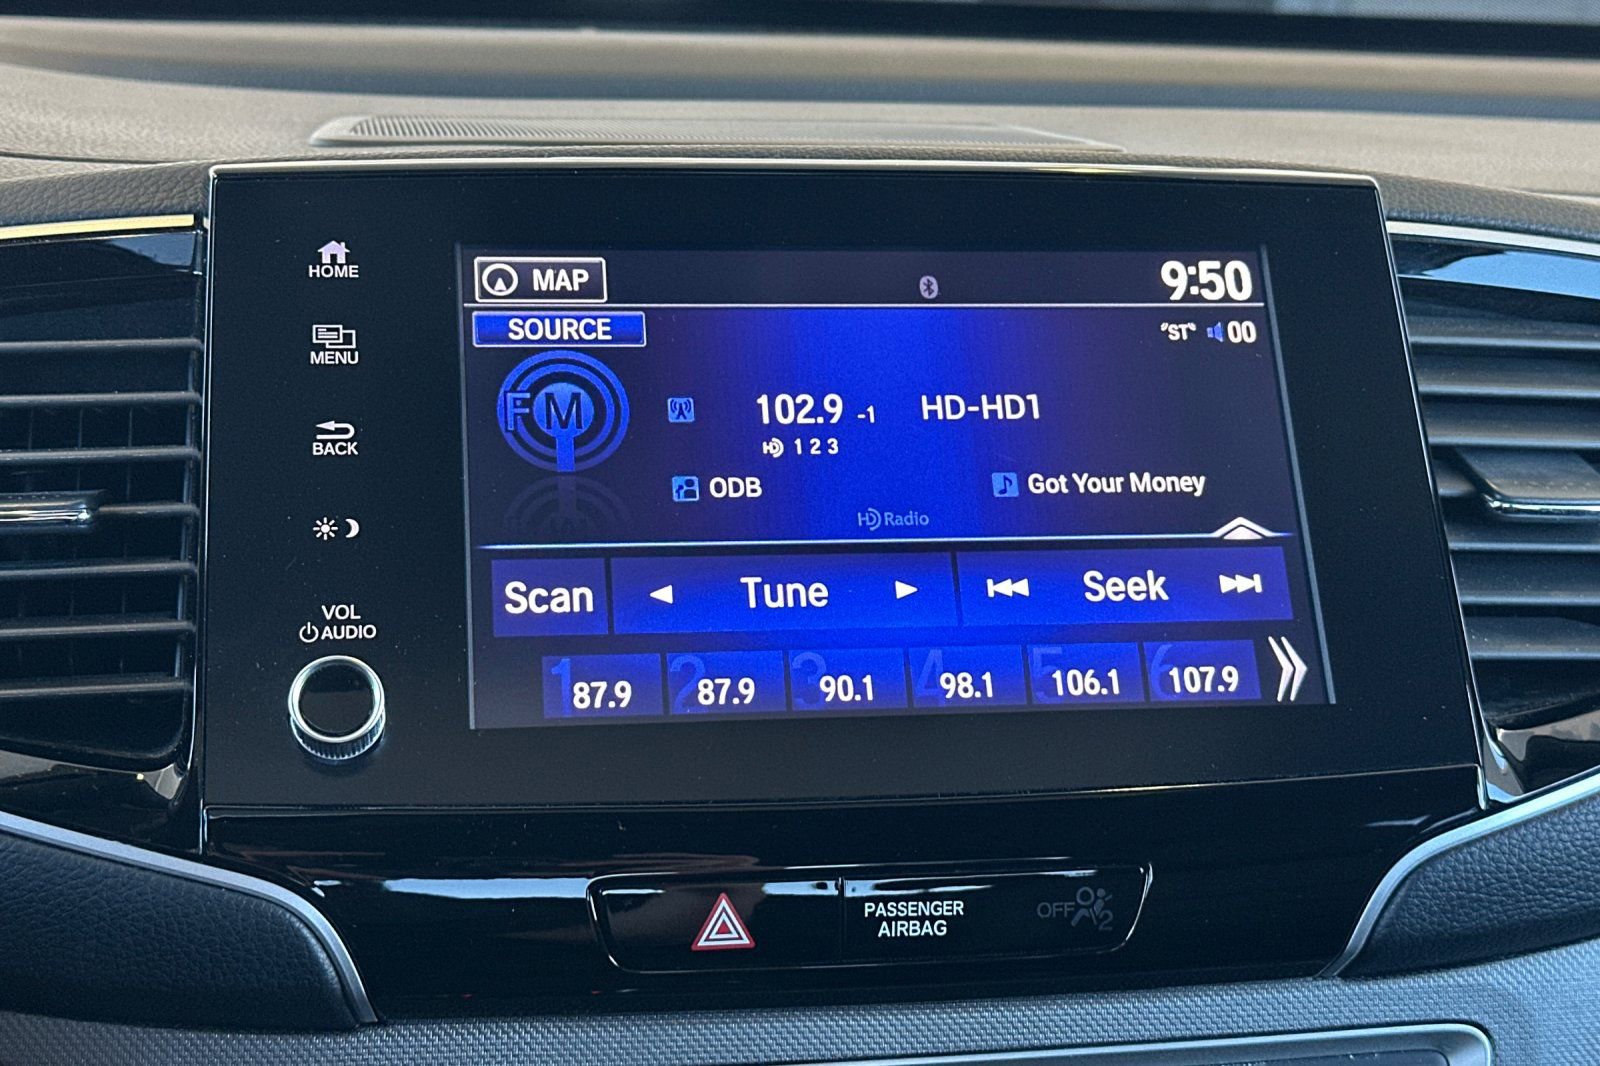 HOME
MENU
BACK
VOL
AUDIO
MAP
9:50
SOURCE
"ST" 00
FM
102.9 -1 HD-HD1
HD 1 2 3
ODB Got Your Money
HD Radio
Scan Tune Seek
1 87.9 2 87.9 3 90.1 4 98.1 5 106.1 6 107.9
PASSENGER
AIRBAG
OFF 2